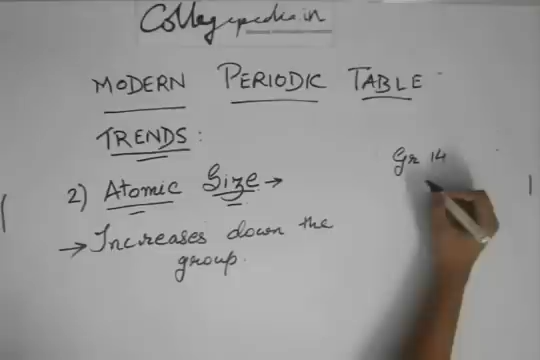 Collegepedia.in
MODERN PERIODIC TABLE
TRENDS:
2) Atomic Size →
Gr 14
→ Increases down the
group.